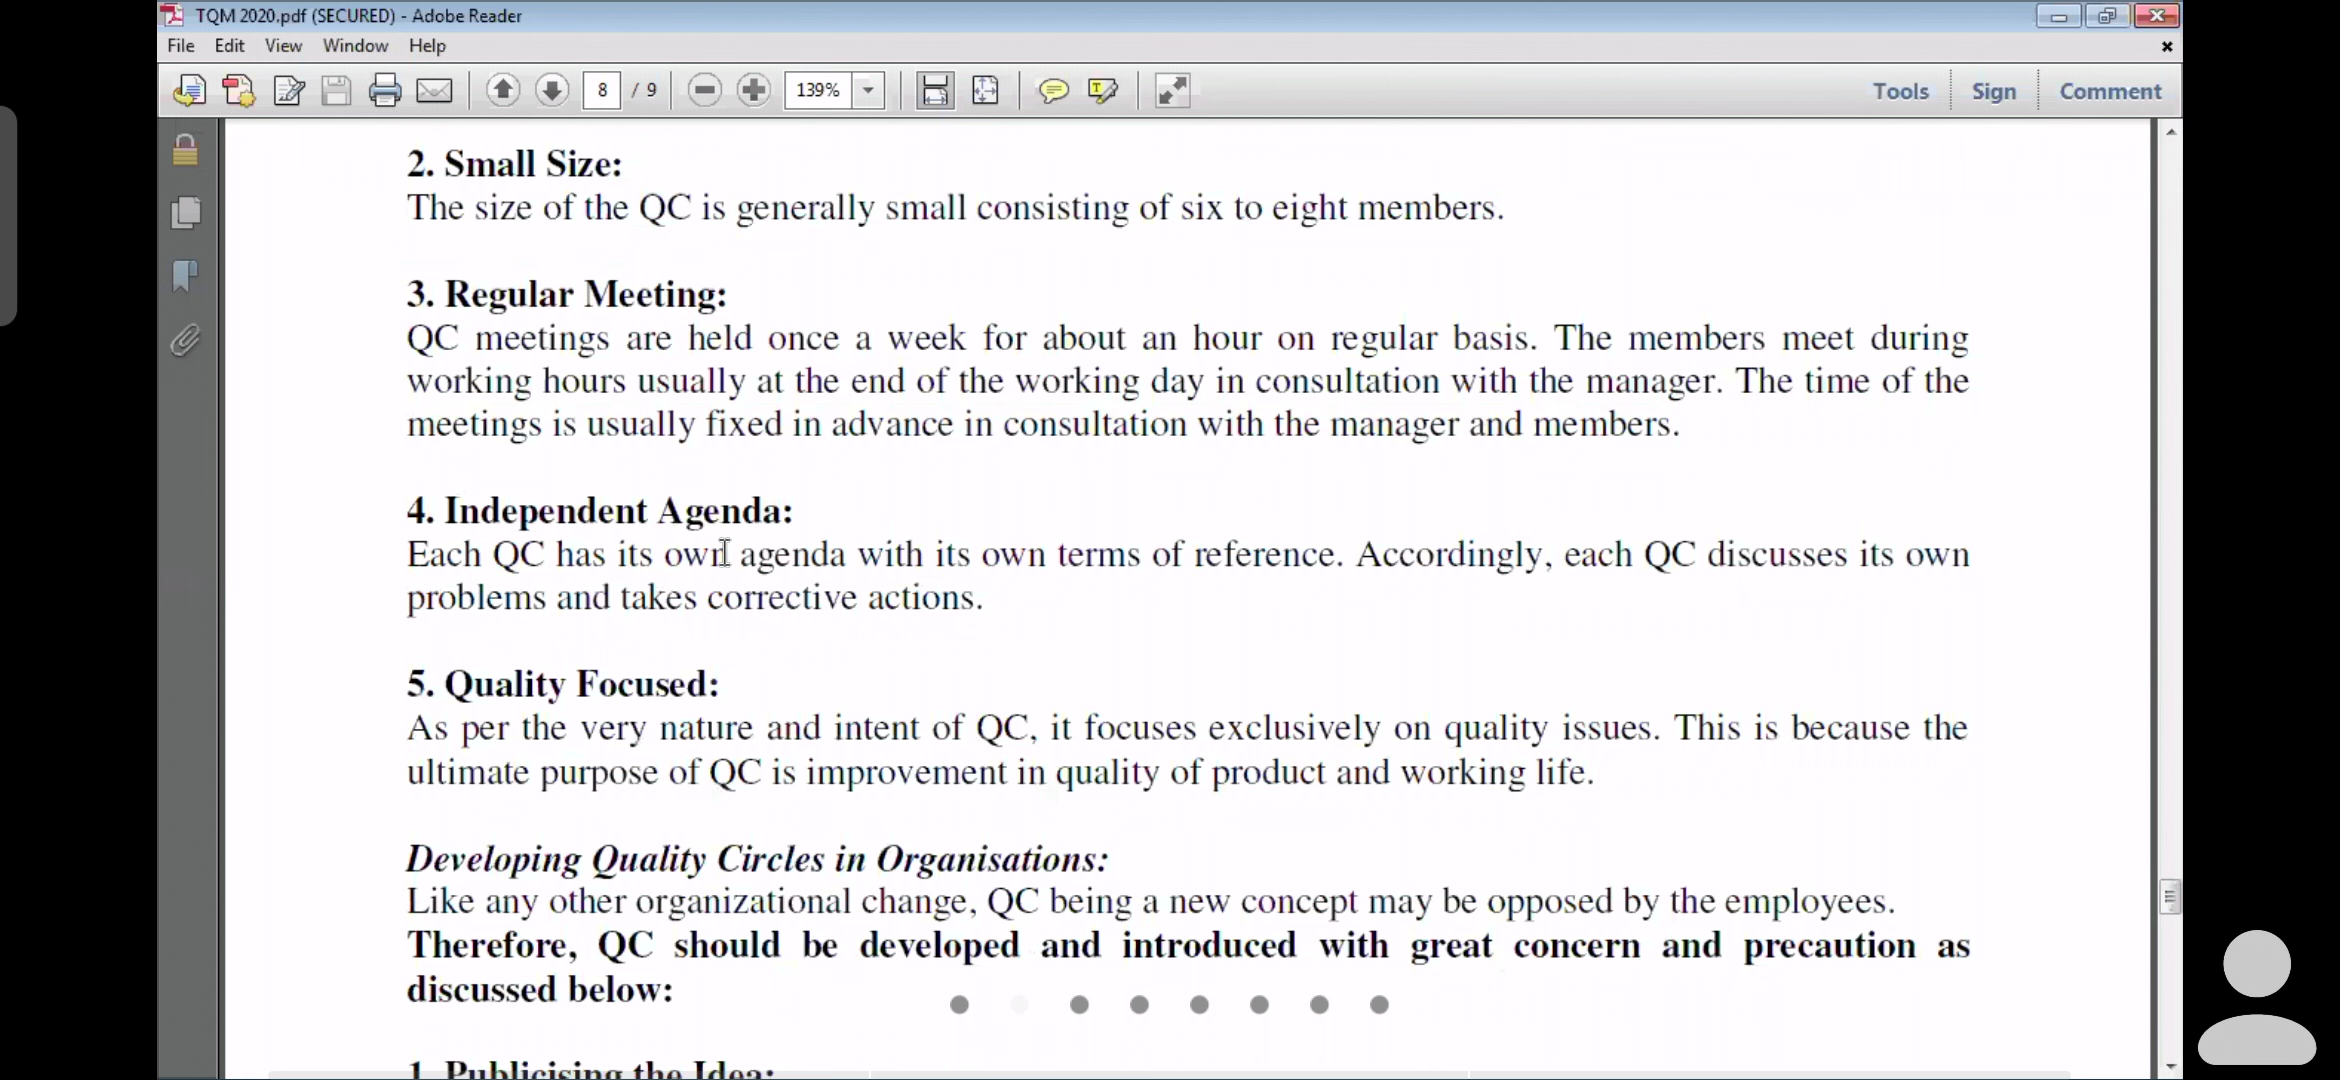 TQM 2020.pdf (SECURED) - Adobe Reader
File Edit View Window Help
8 / 9 139% Tools Sign Comment
2. Small Size:
The size of the QC is generally small consisting of six to eight members.
3. Regular Meeting:
QC meetings are held once a week for about an hour on regular basis. The members meet during
working hours usually at the end of the working day in consultation with the manager. The time of the
meetings is usually fixed in advance in consultation with the manager and members.
4. Independent Agenda:
Each QC has its own agenda with its own terms of reference. Accordingly, each QC discusses its own
problems and takes corrective actions.
5. Quality Focused:
As per the very nature and intent of QC, it focuses exclusively on quality issues. This is because the
ultimate purpose of QC is improvement in quality of product and working life.
Developing Quality Circles in Organisations:
Like any other organizational change, QC being a new concept may be opposed by the employees.
Therefore, QC should be developed and introduced with great concern and precaution as
discussed below:
1. Publicising the Idea: